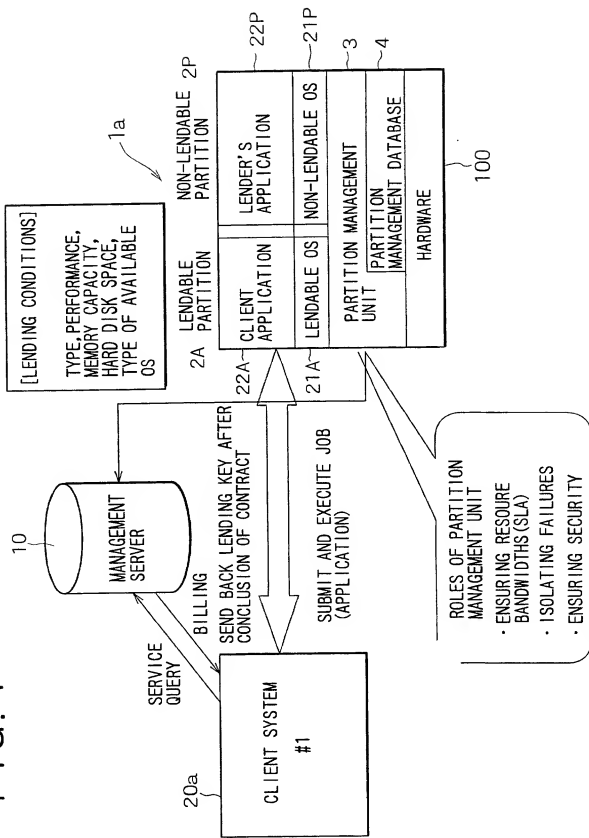 [LENDING CONDITIONS]
TYPE,PERFORMANCE,
MEMORY CAPACITY,
HARD DISK SPACE,
TYPE OF AVAILABLE
OS
1a
2A
LENDABLE
PARTITION
NON-LENDABLE
PARTITION
2P
22A
CLIENT
APPLICATION
LENDER'S
APPLICATION
22P
21A
LENDABLE OS
NON-LENDABLE OS
21P
PARTITION MANAGEMENT
UNIT
3
PARTITION
MANAGEMENT DATABASE
4
HARDWARE
100
10
MANAGEMENT
SERVER
SERVICE
QUERY
BILLING
SEND BACK LENDING KEY AFTER
CONCLUSION OF CONTRACT
SUBMIT AND EXECUTE JOB
(APPLICATION)
20a
CLIENT SYSTEM
#1
ROLES OF PARTITION
MANAGEMENT UNIT
· ENSURING RESOURE
BANDWIDTHS(SLA)
· ISOLATING FAILURES
· ENSURING SECURITY